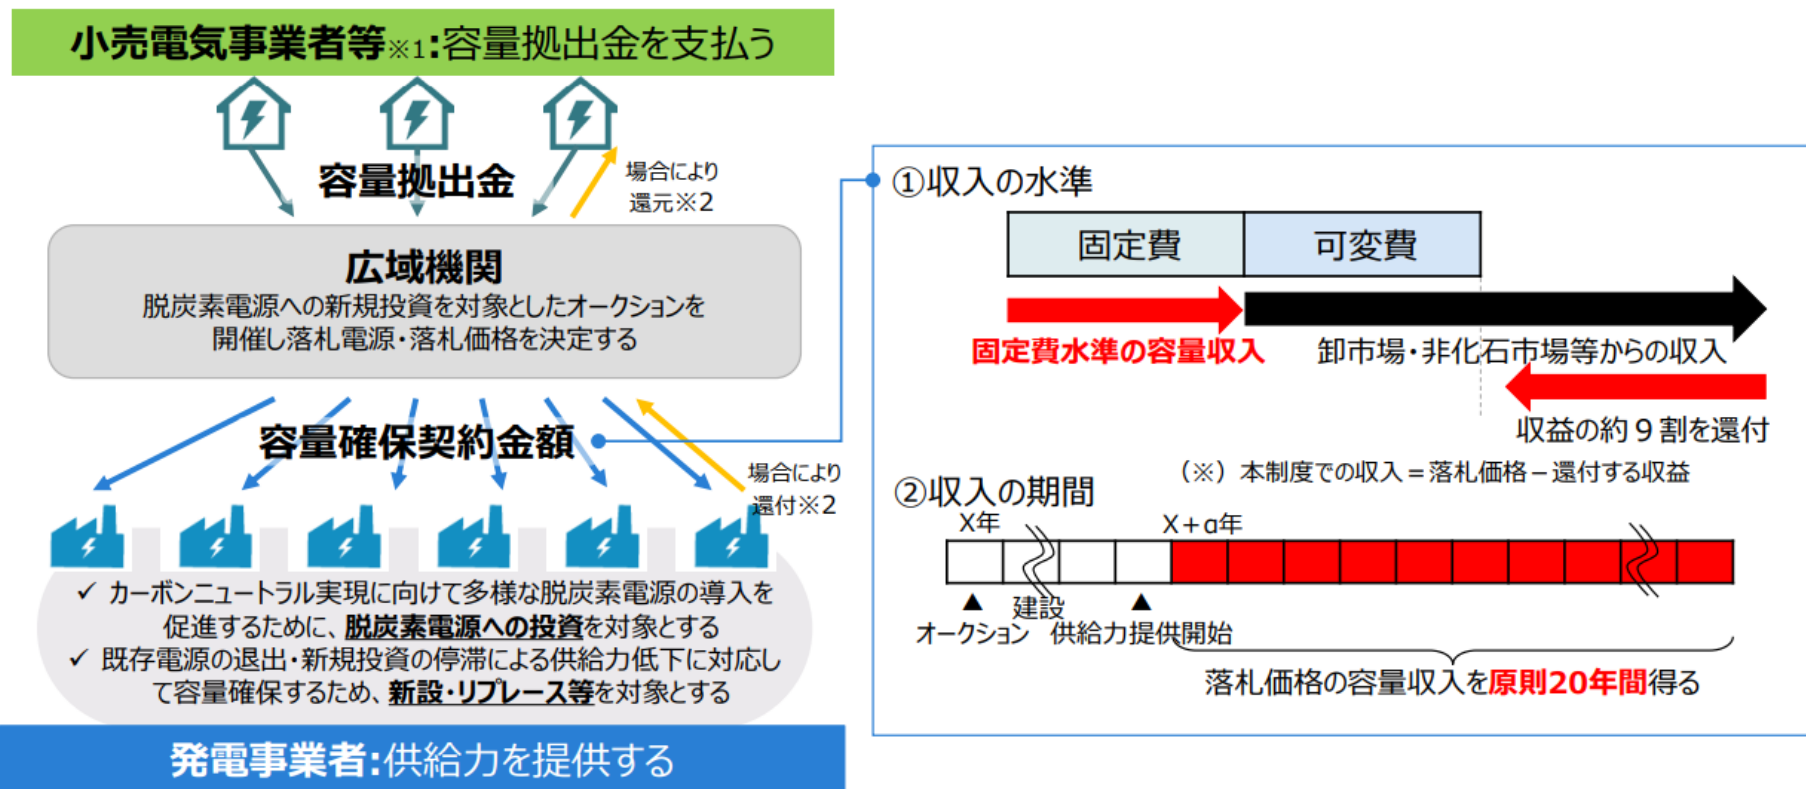 小売電気事業者等※1:容量拠出金を支払う
容量拠出金
場合により
還元※2
広域機関
脱炭素電源への新規投資を対象としたオークションを
開催し落札電源・落札価格を決定する
容量確保契約金額
場合により
還付※2
✓ カーボンニュートラル実現に向けて多様な脱炭素電源の導入を
促進するために、脱炭素電源への投資を対象とする
✓ 既存電源の退出・新規投資の停滞による供給力低下に対応し
て容量確保するため、新設・リプレース等を対象とする
発電事業者:供給力を提供する
①収入の水準
固定費
可変費
固定費水準の容量収入
卸市場・非化石市場等からの収入
収益の約９割を還付
（※）本制度での収入＝落札価格－還付する収益
②収入の期間
X年
X＋α年
▲
建設
▲
オークション
供給力提供開始
落札価格の容量収入を原則20年間得る